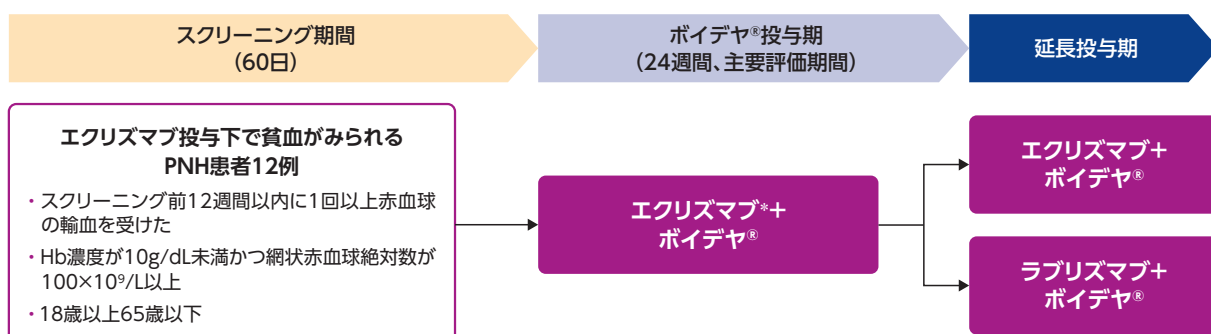 スクリーニング期間
（60日）
ボイデヤ®投与期
（24週間、主要評価期間）
延長投与期
エクリズマブ投与下で貧血がみられる
PNH患者12例
・スクリーニング前12週間以内に1回以上赤血球
の輸血を受けた
・Hb濃度が10g/dL未満かつ網状赤血球絶対数が
100×10⁹/L以上
・18歳以上65歳以下
エクリズマブ*＋
ボイデヤ®
エクリズマブ＋
ボイデヤ®
ラブリズマブ＋
ボイデヤ®